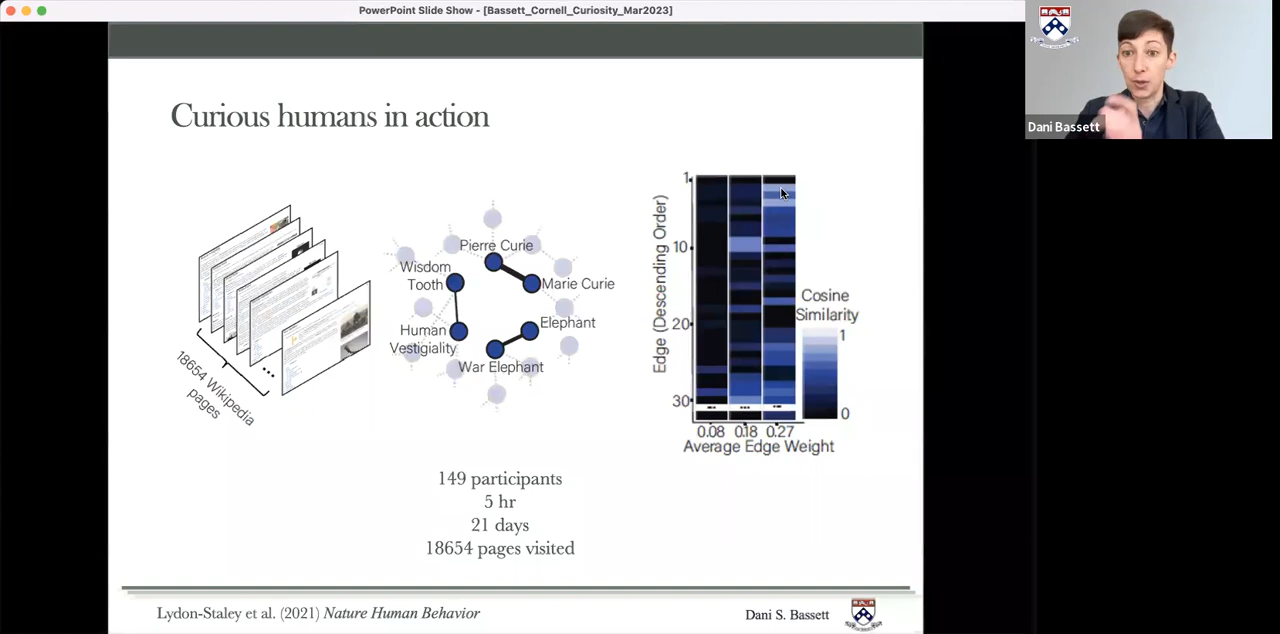 PowerPoint Slide Show - [Bassett_Cornell_Curiosity_Mar2023]
Dani Bassett
Curious humans in action
18654 Wikipedia
pages
...
Pierre Curie
Wisdom
Tooth
Marie Curie
Human
Vestigiality
Elephant
War Elephant
Edge (Descending Order)
1
10
20
30
0.08 0.18 0.27
Average Edge Weight
Cosine
Similarity
1
0
149 participants
5 hr
21 days
18654 pages visited
Lydon-Staley et al. (2021) Nature Human Behavior
Dani S. Bassett